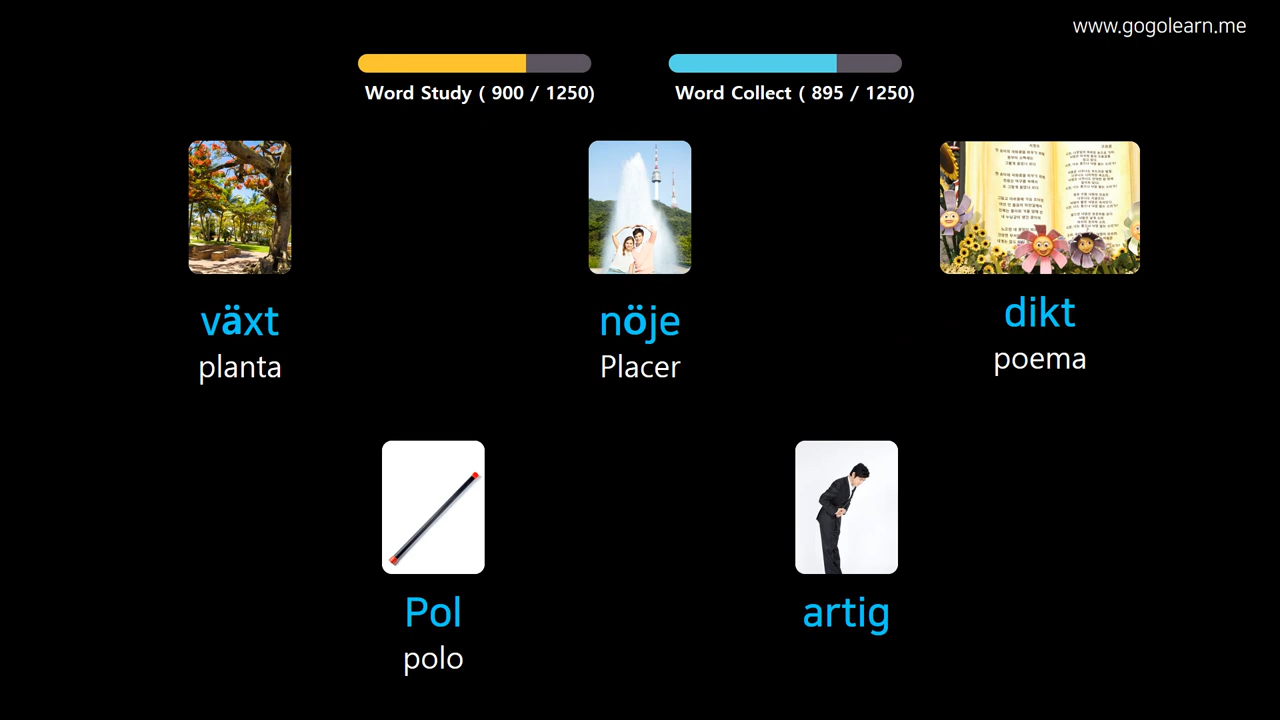 www.gogolearn.me
Word Study ( 900 / 1250)
Word Collect ( 895 / 1250)
växt
planta
nöje
Placer
dikt
poema
Pol
polo
artig